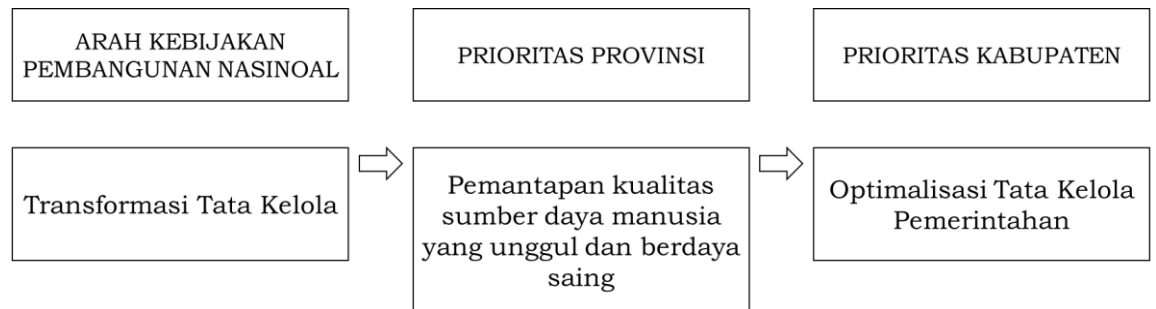 ARAH KEBIJAKAN
PEMBANGUNAN NASINOAL
PRIORITAS PROVINSI
PRIORITAS KABUPATEN
Transformasi Tata Kelola
Pemantapan kualitas
sumber daya manusia
yang unggul dan berdaya
saing
Optimalisasi Tata Kelola
Pemerintahan